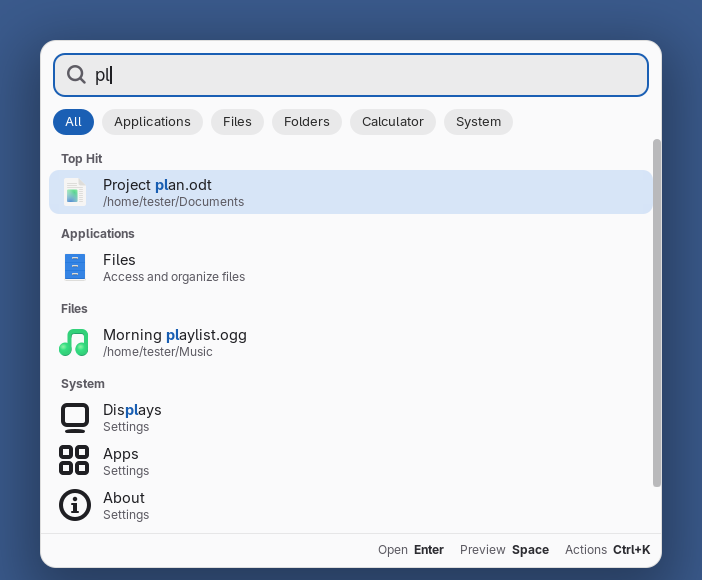 pl
All Applications Files Folders Calculator System
Top Hit
Project plan.odt
/home/tester/Documents
Applications
Files
Access and organize files
Files
Morning playlist.ogg
/home/tester/Music
System
Displays
Settings
Apps
Settings
About
Settings
Open Enter Preview Space Actions Ctrl+K